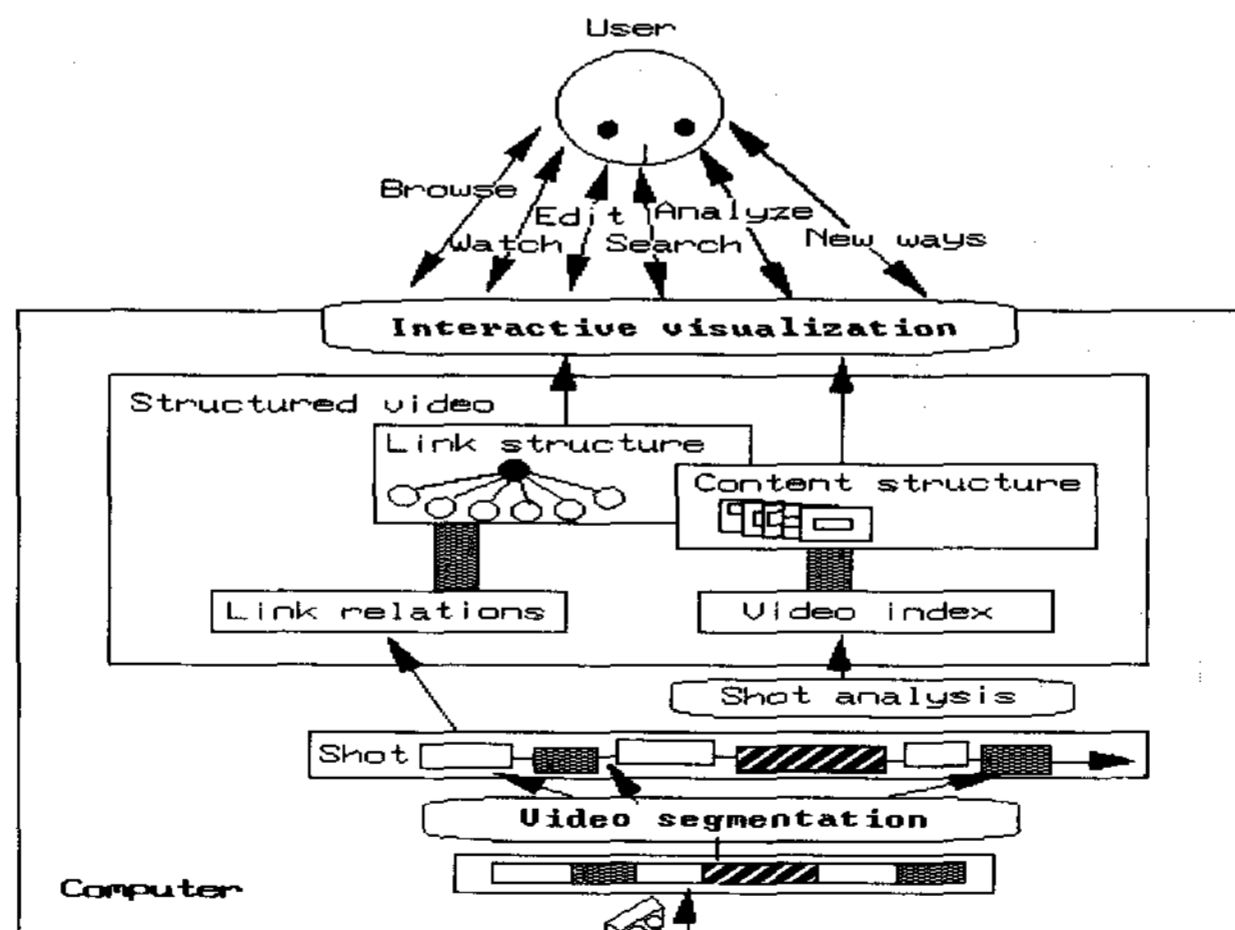 User
Browse
Edit Analyze
Watch Search New ways
Interactive visualization
Structured video
Link structure
Content structure
Link relations Video index
Shot analysis
Shot
Video segmentation
Computer